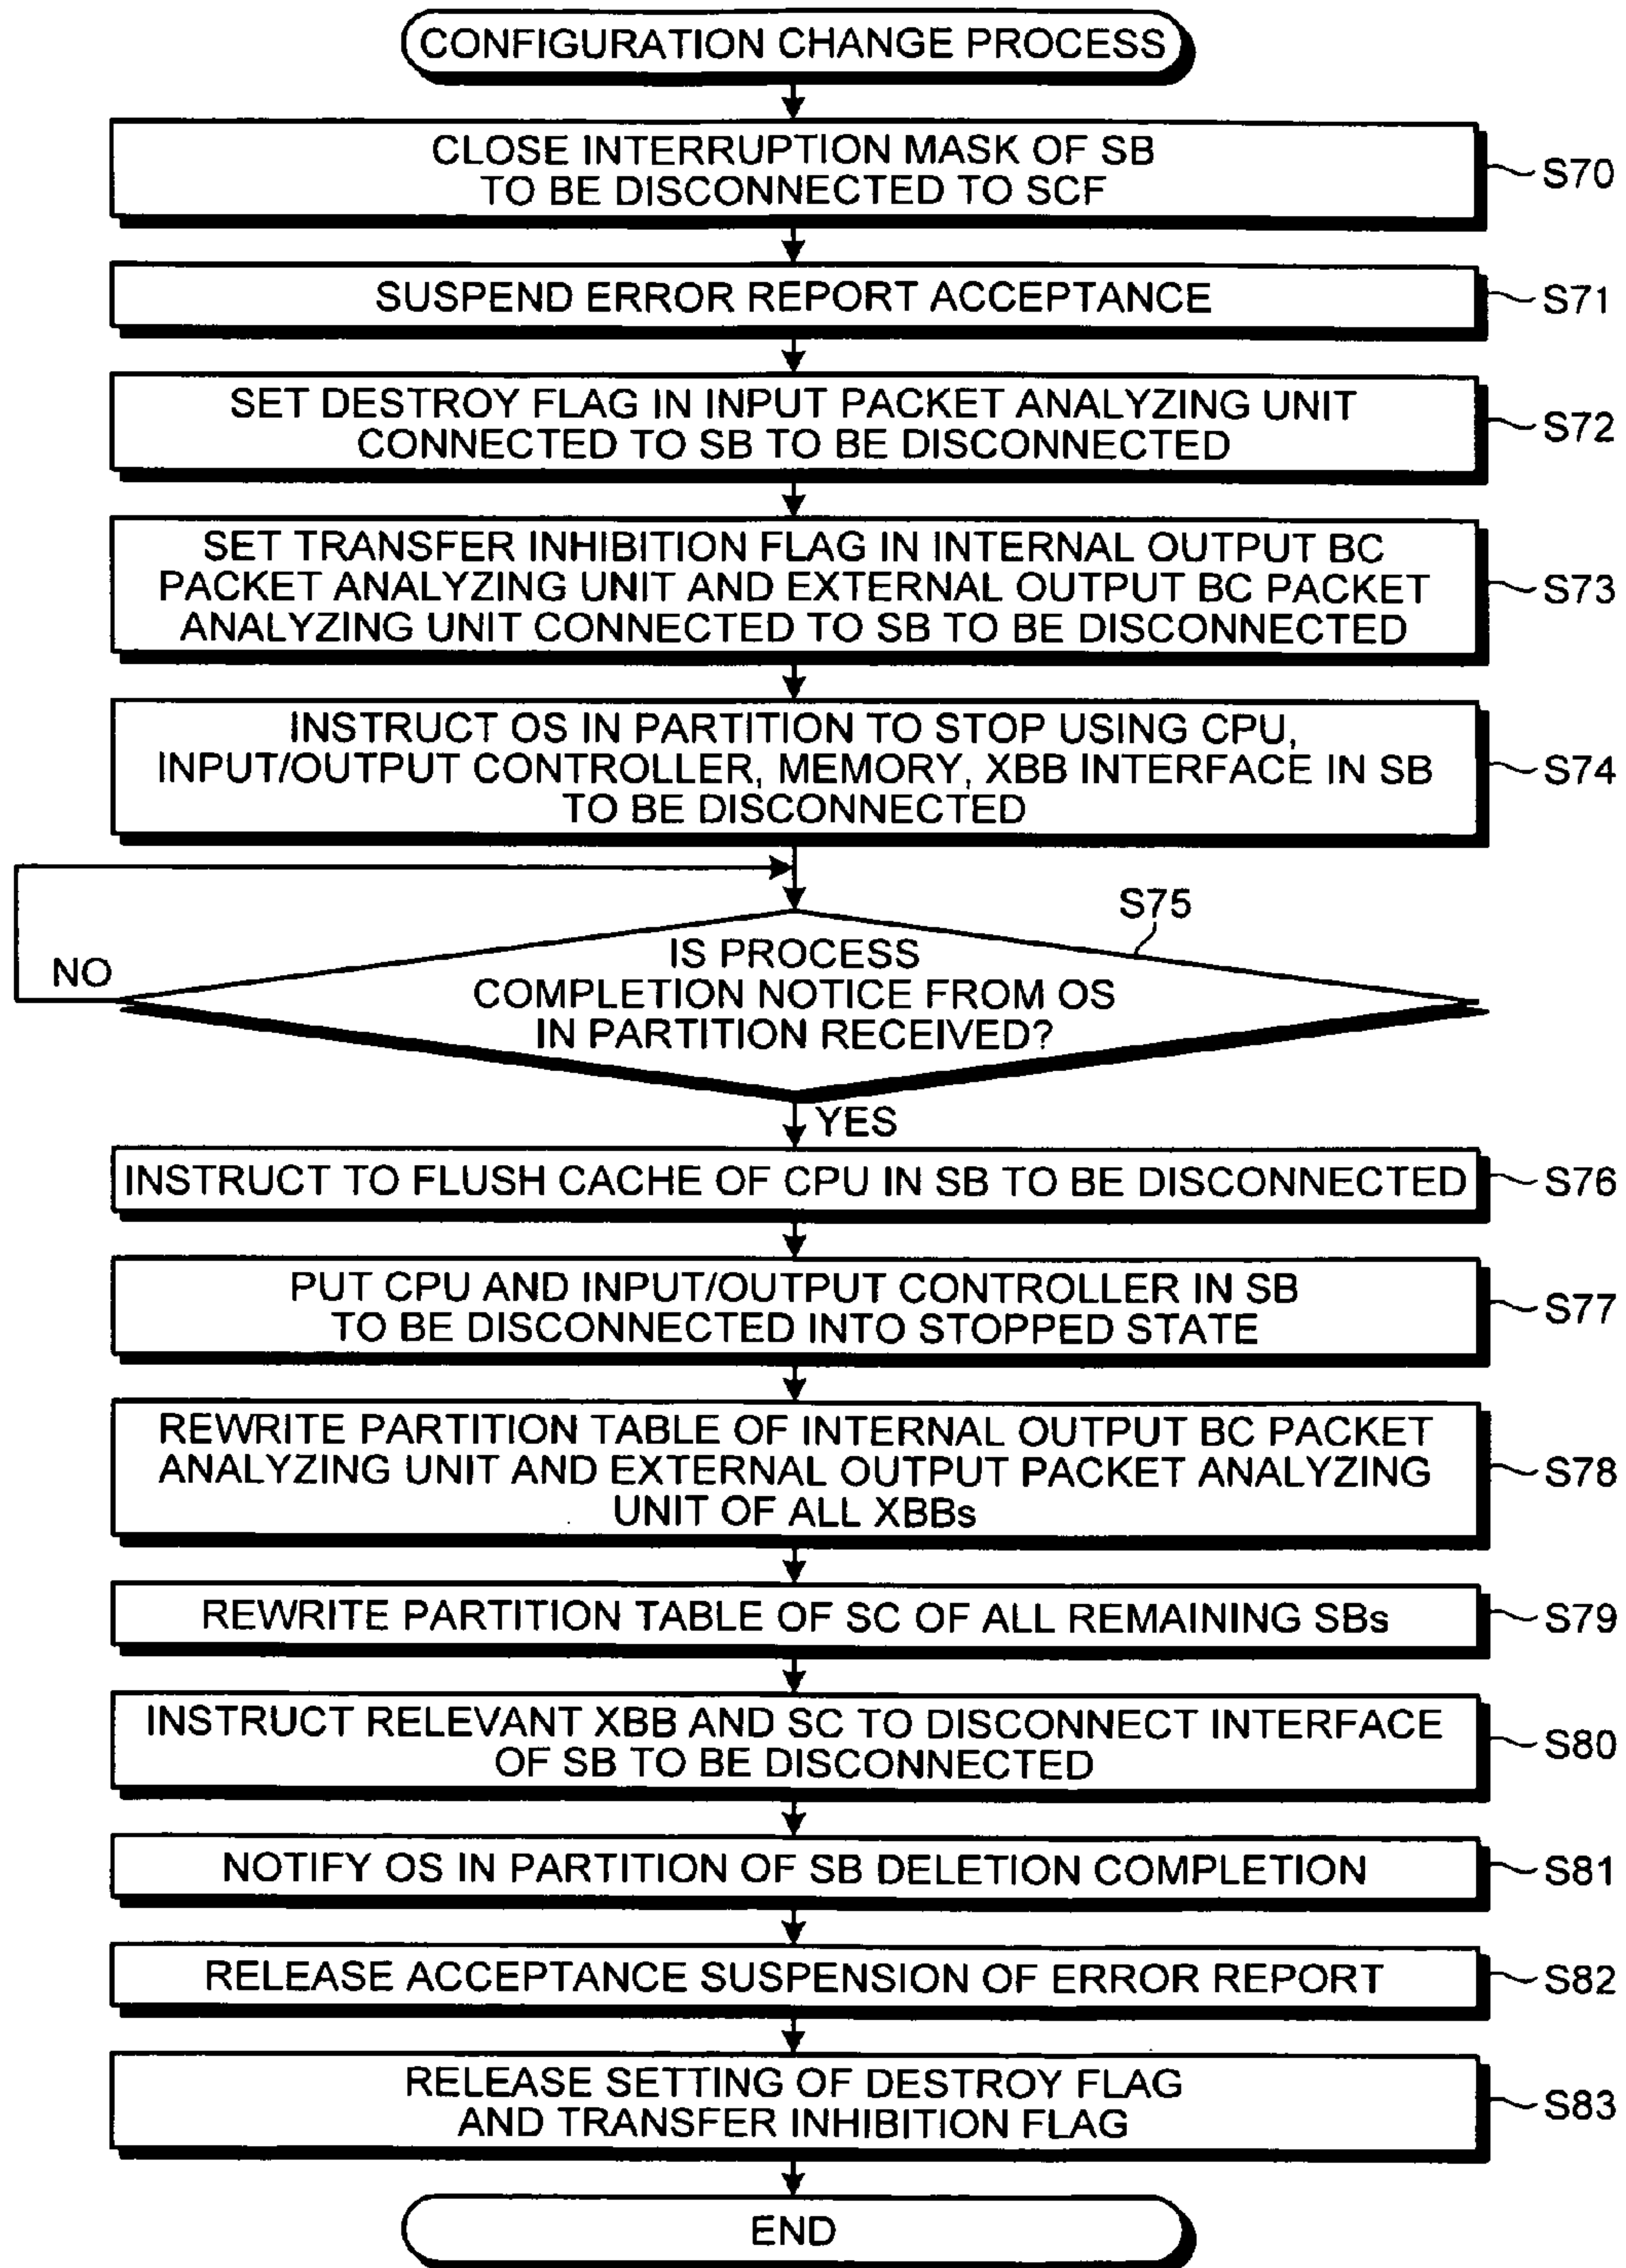 CONFIGURATION CHANGE PROCESS
CLOSE INTERRUPTION MASK OF SB
TO BE DISCONNECTED TO SCF
S70
SUSPEND ERROR REPORT ACCEPTANCE
S71
SET DESTROY FLAG IN INPUT PACKET ANALYZING UNIT
CONNECTED TO SB TO BE DISCONNECTED
S72
SET TRANSFER INHIBITION FLAG IN INTERNAL OUTPUT BC
PACKET ANALYZING UNIT AND EXTERNAL OUTPUT BC PACKET
ANALYZING UNIT CONNECTED TO SB TO BE DISCONNECTED
S73
INSTRUCT OS IN PARTITION TO STOP USING CPU,
INPUT/OUTPUT CONTROLLER, MEMORY, XBB INTERFACE IN SB
TO BE DISCONNECTED
S74
S75
IS PROCESS
COMPLETION NOTICE FROM OS
IN PARTITION RECEIVED?
NO
YES
INSTRUCT TO FLUSH CACHE OF CPU IN SB TO BE DISCONNECTED
S76
PUT CPU AND INPUT/OUTPUT CONTROLLER IN SB
TO BE DISCONNECTED INTO STOPPED STATE
S77
REWRITE PARTITION TABLE OF INTERNAL OUTPUT BC PACKET
ANALYZING UNIT AND EXTERNAL OUTPUT PACKET ANALYZING
UNIT OF ALL XBBs
S78
REWRITE PARTITION TABLE OF SC OF ALL REMAINING SBs
S79
INSTRUCT RELEVANT XBB AND SC TO DISCONNECT INTERFACE
OF SB TO BE DISCONNECTED
S80
NOTIFY OS IN PARTITION OF SB DELETION COMPLETION
S81
RELEASE ACCEPTANCE SUSPENSION OF ERROR REPORT
S82
RELEASE SETTING OF DESTROY FLAG
AND TRANSFER INHIBITION FLAG
S83
END